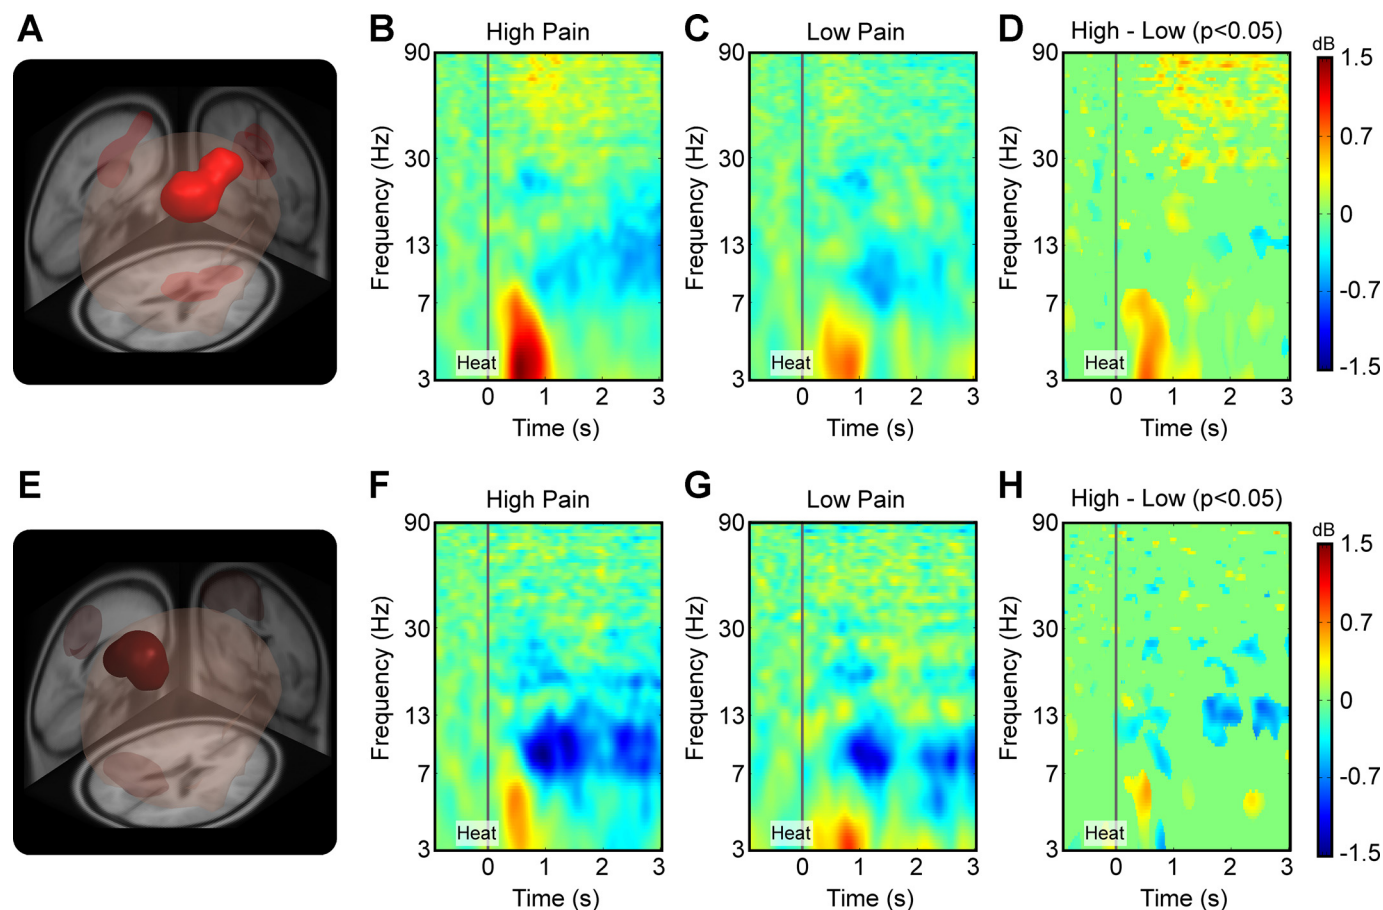 A
B
High Pain
C
Low Pain
D
High - Low (p<0.05)
dB
90
30
13
7
3
Frequency (Hz)
Heat
0
1
2
3
Time (s)
90
30
13
7
3
Frequency (Hz)
Heat
0
1
2
3
Time (s)
90
30
13
7
3
Frequency (Hz)
Heat
0
1
2
3
Time (s)
1.5
0.7
0
-0.7
-1.5
E
F
High Pain
G
Low Pain
H
High - Low (p<0.05)
dB
90
30
13
7
3
Frequency (Hz)
Heat
0
1
2
3
Time (s)
90
30
13
7
3
Frequency (Hz)
Heat
0
1
2
3
Time (s)
90
30
13
7
3
Frequency (Hz)
Heat
0
1
2
3
Time (s)
1.5
0.7
0
-0.7
-1.5